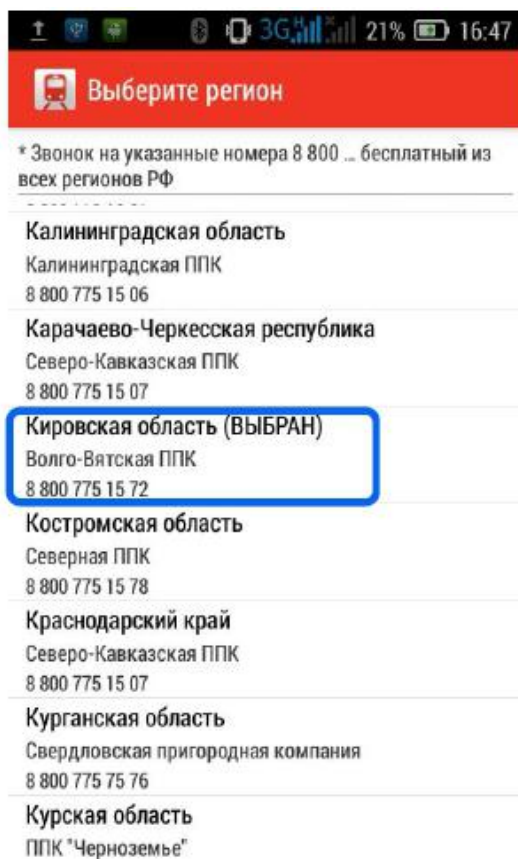 3G H 21% 16:47
Выберите регион
* Звонок на указанные номера 8 800 ... бесплатный из
всех регионов РФ
Калининградская область
Калининградская ППК
8 800 775 15 06
Карачаево-Черкесская республика
Северо-Кавказская ППК
8 800 775 15 07
Кировская область (ВЫБРАН)
Волго-Вятская ППК
8 800 775 15 72
Костромская область
Северная ППК
8 800 775 15 78
Краснодарский край
Северо-Кавказская ППК
8 800 775 15 07
Курганская область
Свердловская пригородная компания
8 800 775 75 76
Курская область
ППК "Черноземье"